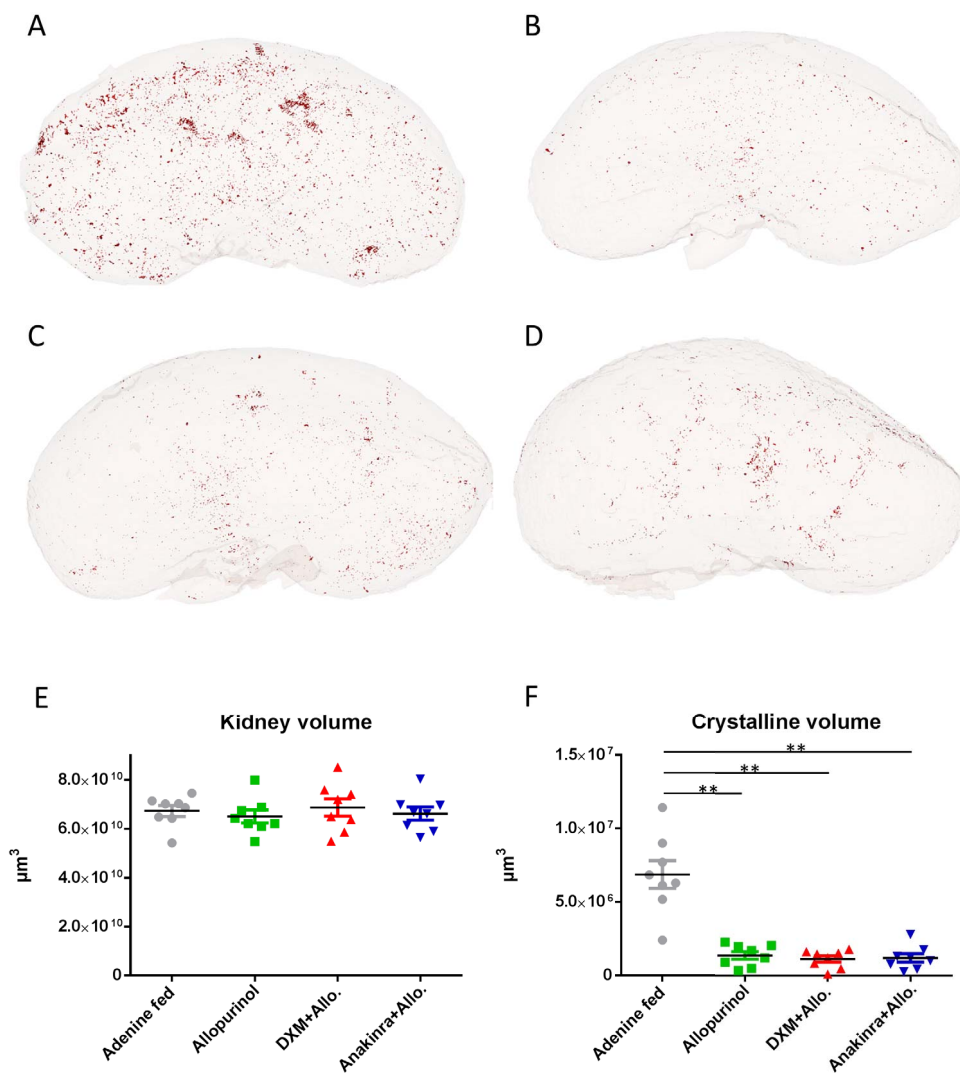 A
B
C
D
E
Kidney volume
8.0×10¹⁰
6.0×10¹⁰
4.0×10¹⁰
2.0×10¹⁰
0
µm³
Adenine fed
Allopurinol
DXM+Allo.
Anakinra+Allo.
F
Crystalline volume
1.5×10⁷
1.0×10⁷
5.0×10⁶
0
µm³
**
**
**
Adenine fed
Allopurinol
DXM+Allo.
Anakinra+Allo.